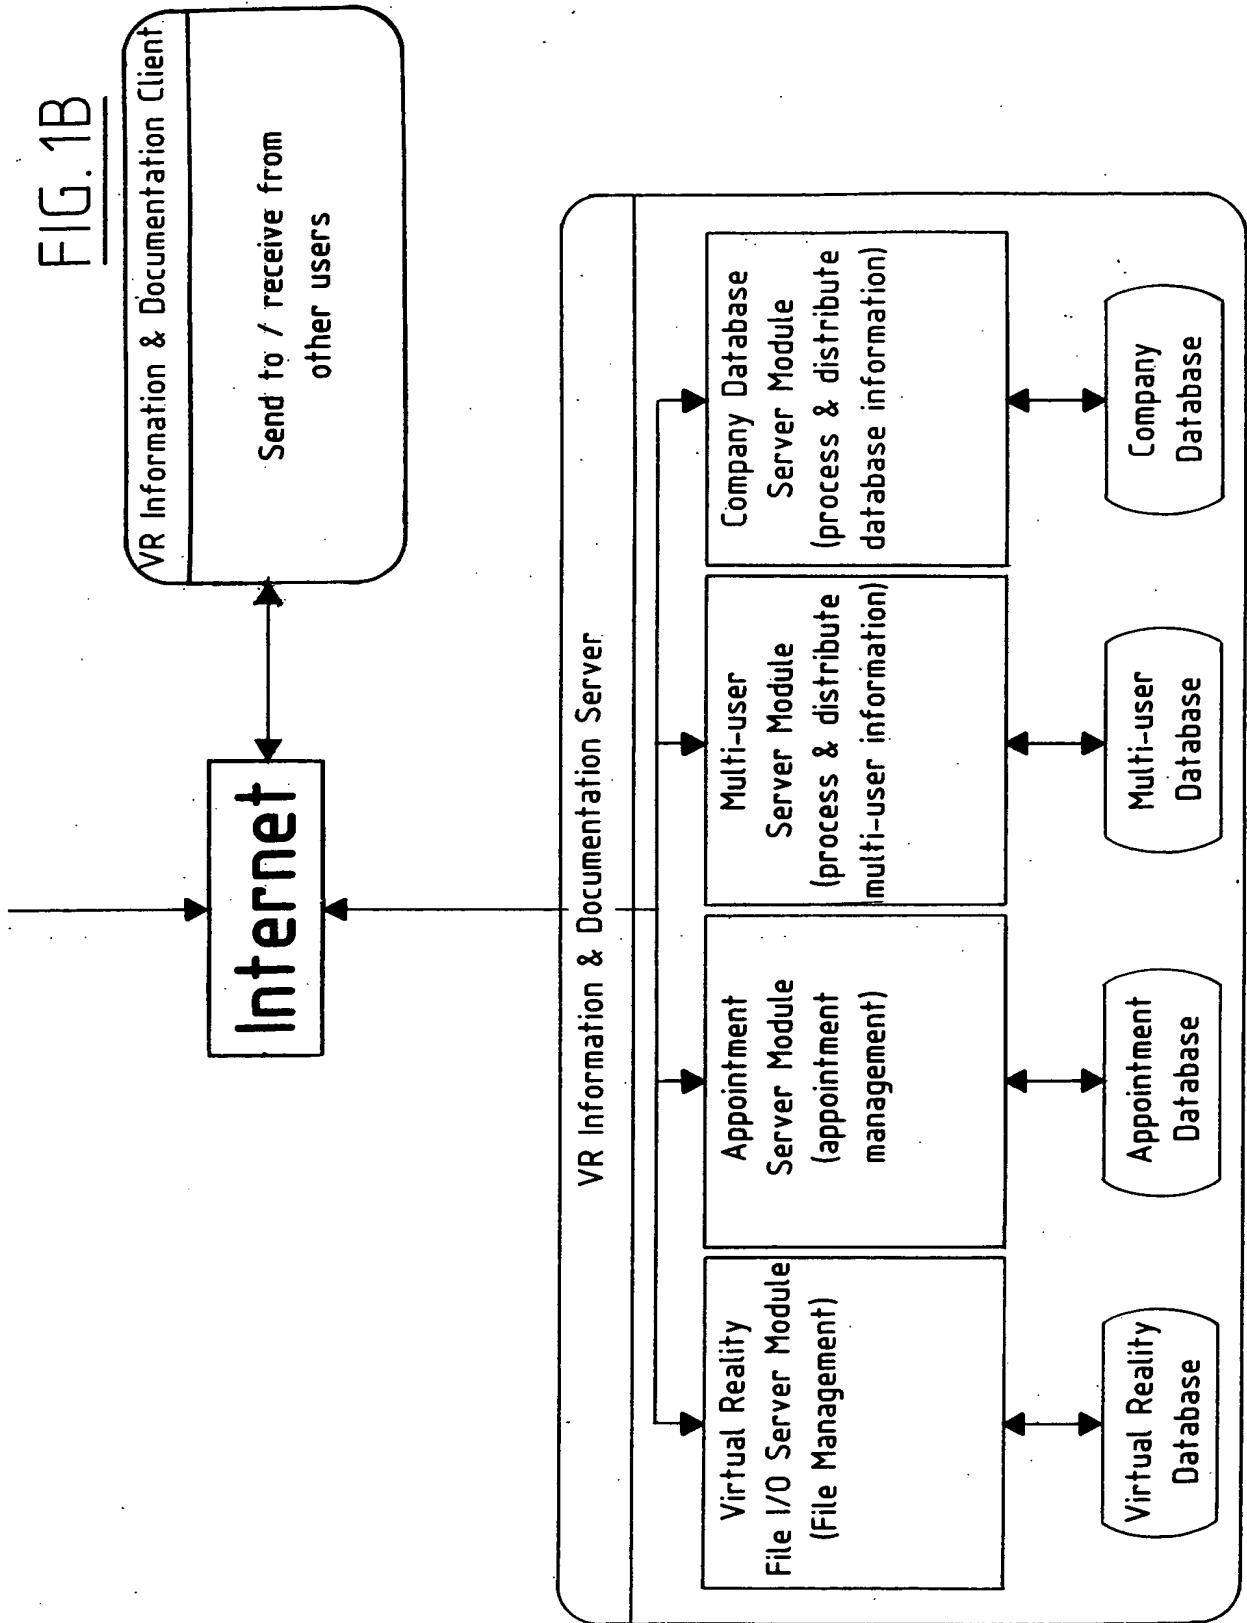 FIG. 1B
VR Information & Documentation Client
Send to / receive from
other users
Internet
VR Information & Documentation Server
Virtual Reality
File I/O Server Module
(File Management)
Appointment
Server Module
(appointment
management)
Multi-user
Server Module
(process & distribute
multi-user information)
Company Database
Server Module
(process & distribute
database information)
Virtual Reality
Database
Appointment
Database
Multi-user
Database
Company
Database